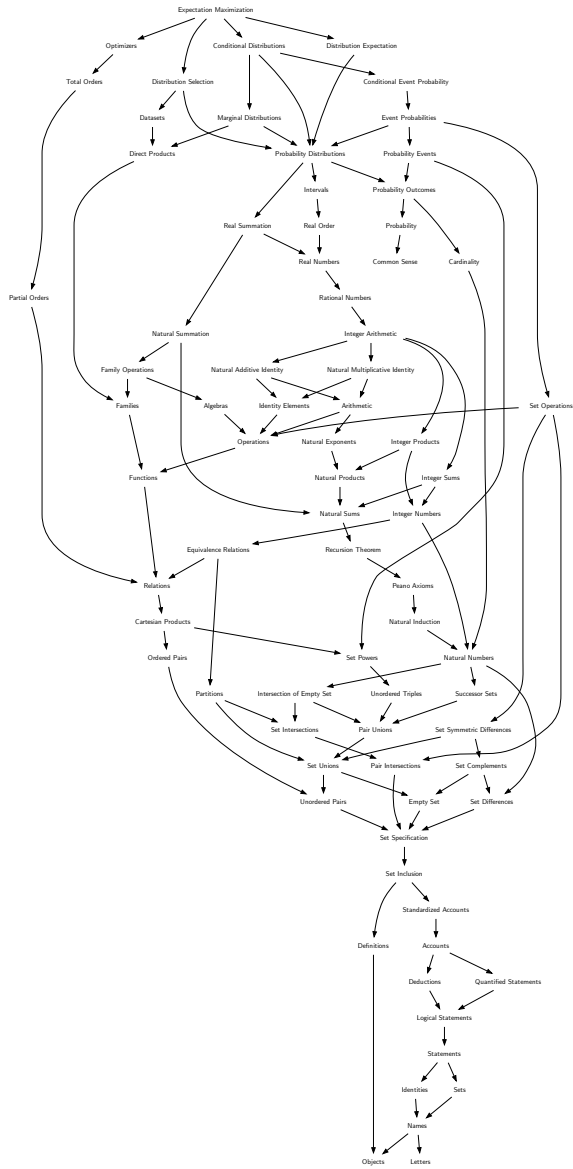 Expectation Maximization
Optimizers
Conditional Distributions
Distribution Expectation
Total Orders
Distribution Selection
Conditional Event Probability
Datasets
Marginal Distributions
Event Probabilities
Direct Products
Probability Distributions
Probability Events
Intervals
Probability Outcomes
Real Summation
Real Order
Probability
Real Numbers
Common Sense
Cardinality
Partial Orders
Rational Numbers
Natural Summation
Integer Arithmetic
Family Operations
Natural Additive Identity
Natural Multiplicative Identity
Families
Algebras
Identity Elements
Arithmetic
Set Operations
Operations
Natural Exponents
Integer Products
Functions
Natural Products
Integer Sums
Natural Sums
Integer Numbers
Equivalence Relations
Recursion Theorem
Relations
Peano Axioms
Cartesian Products
Natural Induction
Ordered Pairs
Set Powers
Natural Numbers
Partitions
Intersection of Empty Set
Unordered Triples
Successor Sets
Set Intersections
Pair Unions
Set Symmetric Differences
Set Unions
Pair Intersections
Set Complements
Unordered Pairs
Empty Set
Set Differences
Set Specification
Set Inclusion
Standardized Accounts
Definitions
Accounts
Deductions
Quantified Statements
Logical Statements
Statements
Identities
Sets
Names
Objects
Letters